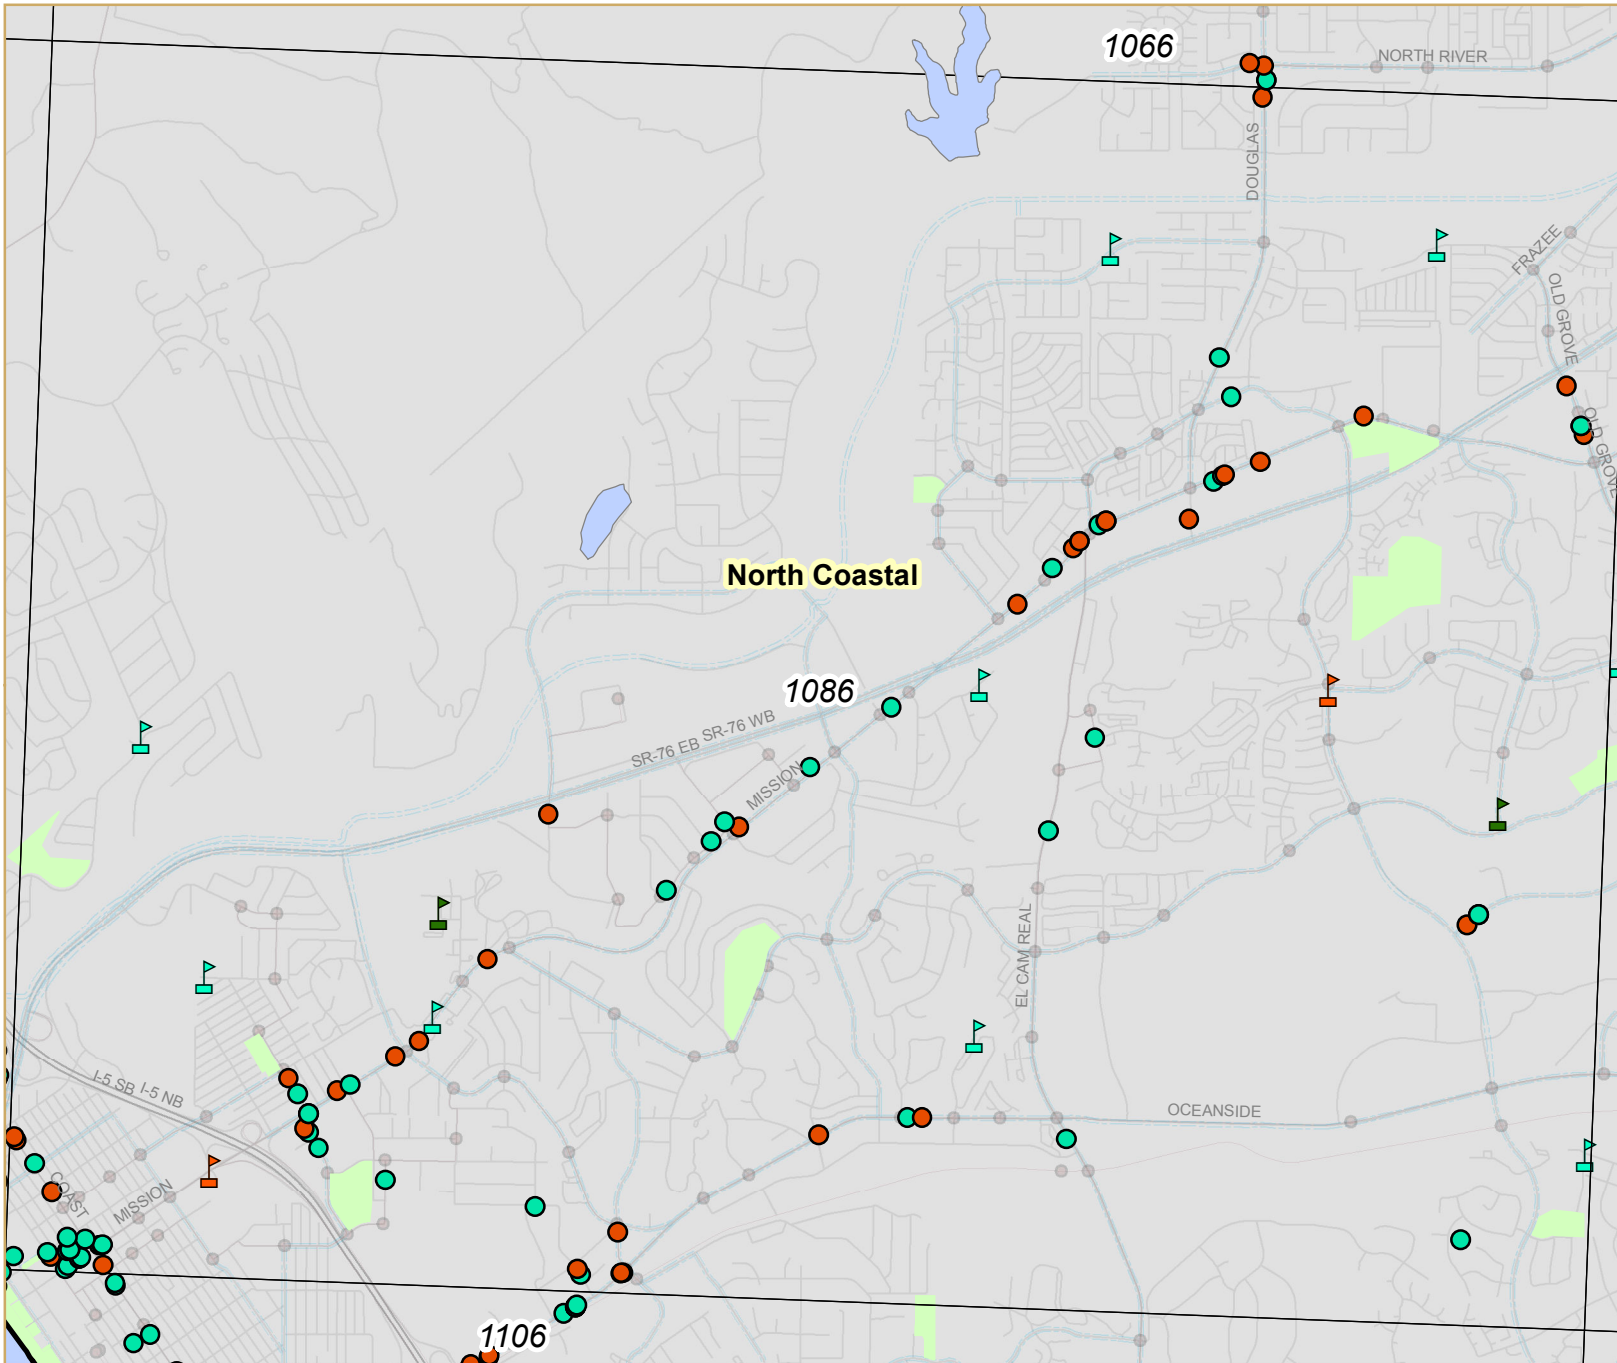 1066
NORTH RIVER
DOUGLAS
FRAZEE
OLD GROVE
OLD GROVE
North Coastal
1086
SR-76 EB
SR-76 WB
MISSION
EL CAM REAL
I-5 SB
I-5 NB
OCEANSIDE
COAST
MISSION
1106